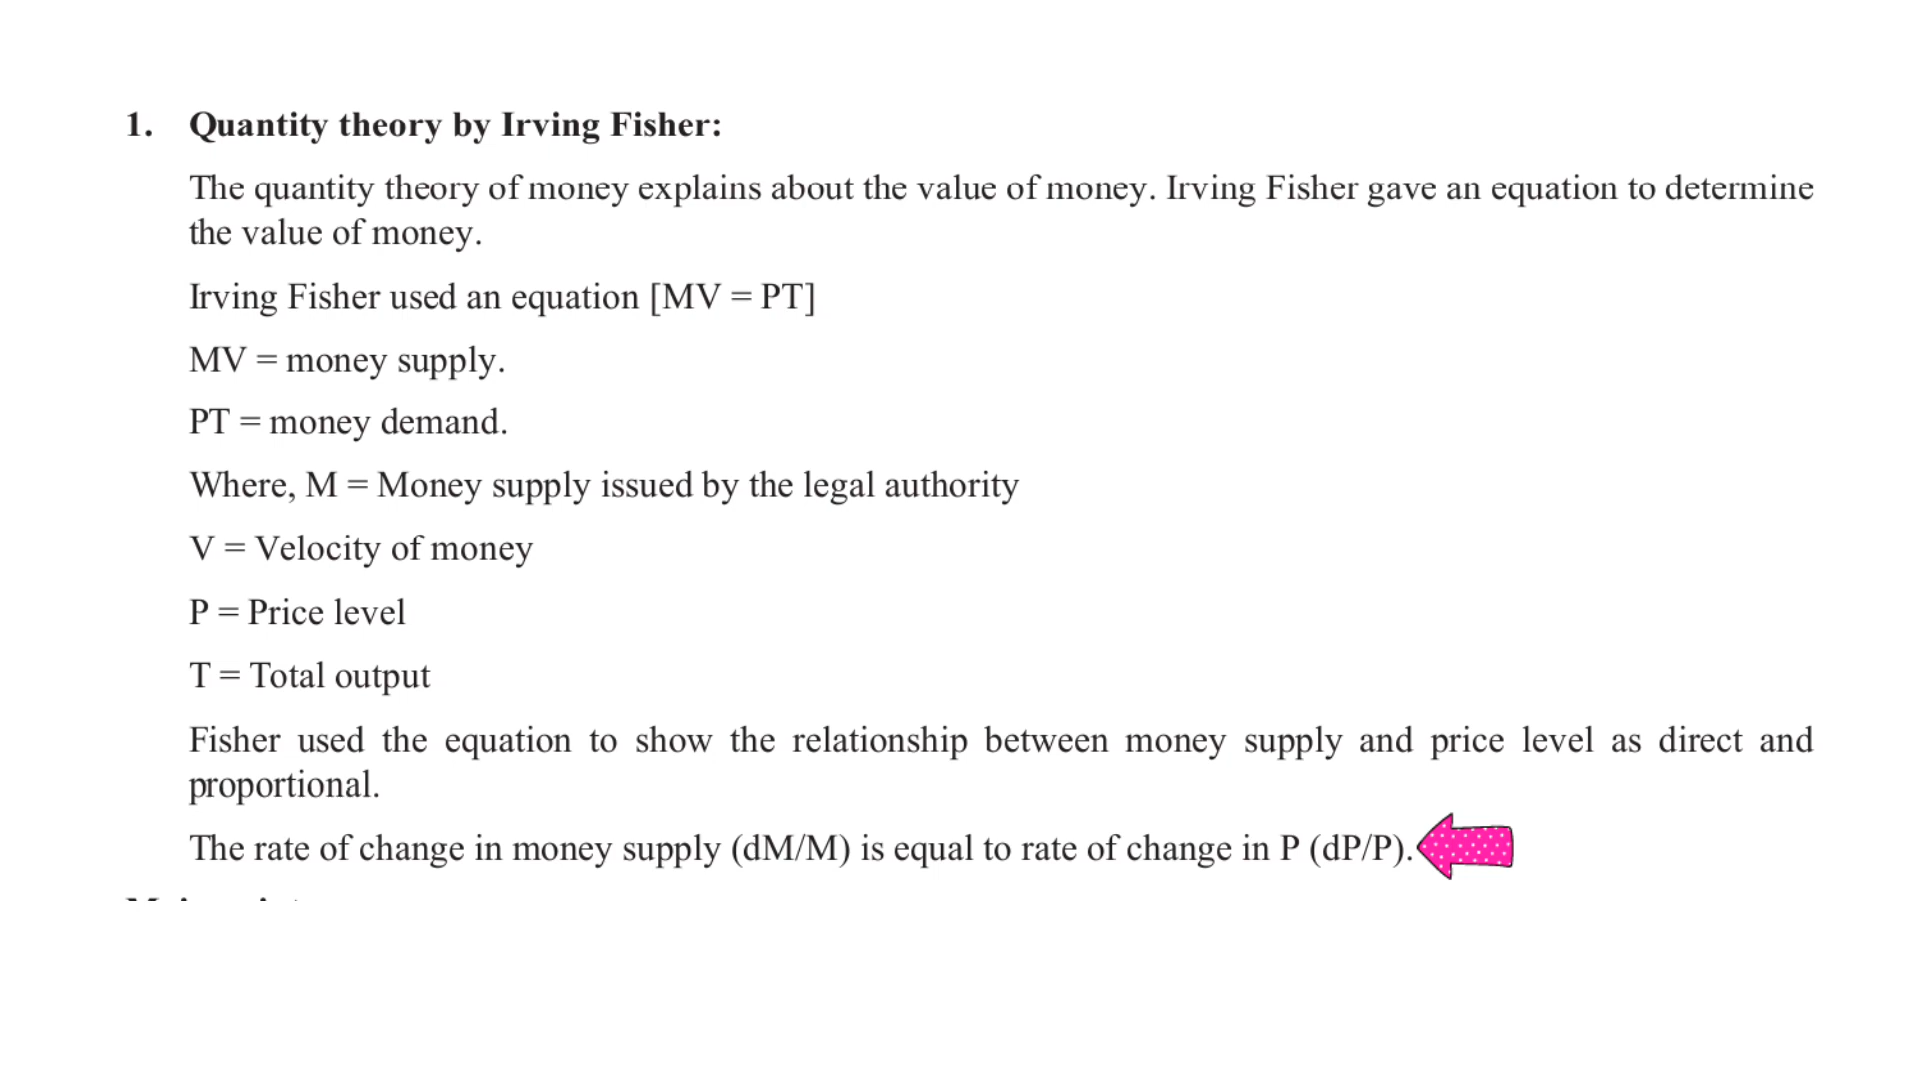 1. Quantity theory by Irving Fisher:
The quantity theory of money explains about the value of money. Irving Fisher gave an equation to determine
the value of money.
Irving Fisher used an equation [MV = PT]
MV = money supply.
PT = money demand.
Where, M = Money supply issued by the legal authority
V = Velocity of money
P = Price level
T = Total output
Fisher used the equation to show the relationship between money supply and price level as direct and
proportional.
The rate of change in money supply (dM/M) is equal to rate of change in P (dP/P).